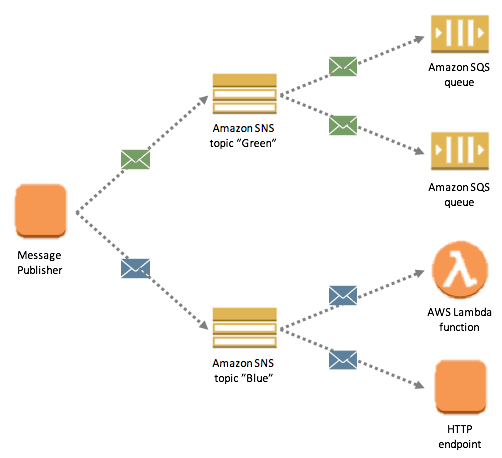 Amazon SQS
queue
Amazon SNS
topic “Green”
Amazon SQS
queue
Message
Publisher
AWS Lambda
function
Amazon SNS
topic ”Blue”
HTTP
endpoint